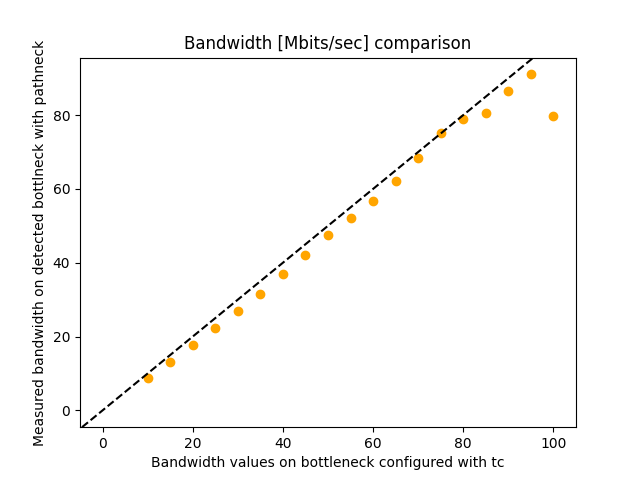 Bandwidth [Mbits/sec] comparison
Measured bandwidth on detected bottlneck with pathneck
80
60
40
20
0
0 20 40 60 80 100
Bandwidth values on bottleneck configured with tc